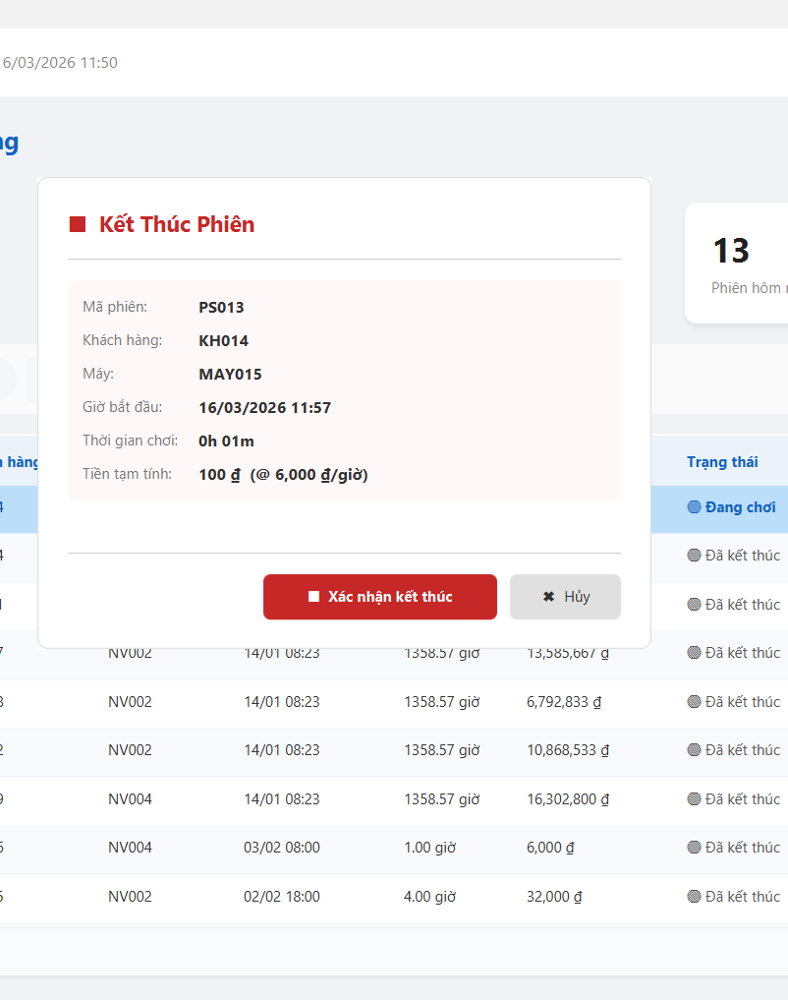 6/03/2026 11:50
ng
■ Kết Thúc Phiên
13
Phiên hôm
Mã phiên: PS013
Khách hàng: KH014
Máy: MAY015
Giờ bắt đầu: 16/03/2026 11:57
Thời gian chơi: 0h 01m
Tiền tạm tính: 100 ₫ (@ 6,000 ₫/giờ)
hàng Trạng thái
4 Đang chơi
4 Đã kết thúc
■ Xác nhận kết thúc ✖ Hủy Đã kết thúc
7 NV002 14/01 08:23 1358.57 giờ 13,585,667 ₫ Đã kết thúc
NV002 14/01 08:23 1358.57 giờ 6,792,833 ₫ Đã kết thúc
2 NV002 14/01 08:23 1358.57 giờ 10,868,533 ₫ Đã kết thúc
9 NV004 14/01 08:23 1358.57 giờ 16,302,800 ₫ Đã kết thúc
NV004 03/02 08:00 1.00 giờ 6,000 ₫ Đã kết thúc
NV002 02/02 18:00 4.00 giờ 32,000 ₫ Đã kết thúc